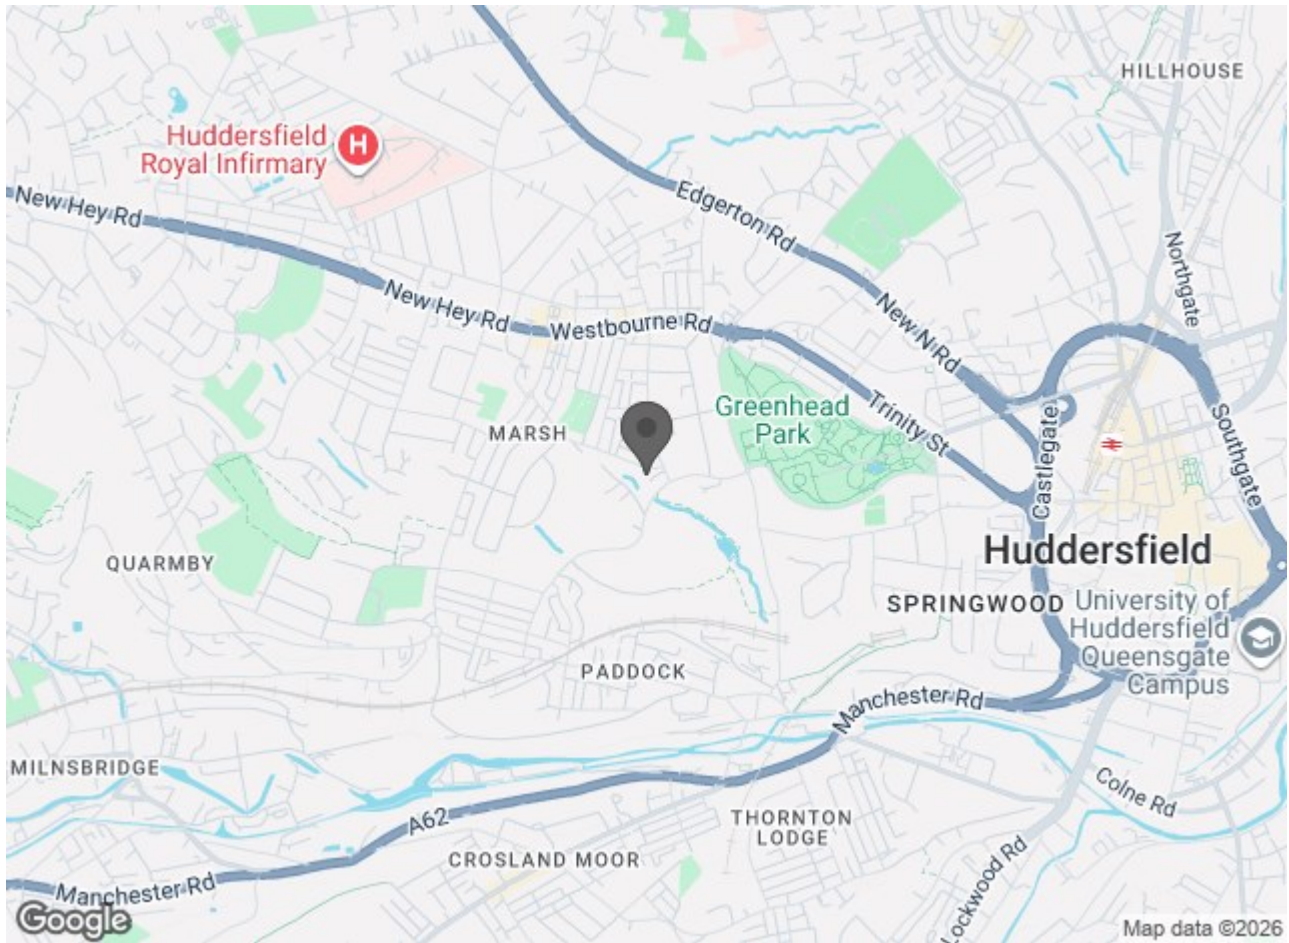 HILLHOUSE
Huddersfield
Royal Infirmary
H
New Hey Rd
Edgerton Rd
Northgate
New Hey Rd
Westbourne Rd
New N Rd
Greenhead
Park
Trinity St
Castlegate
Southgate
MARSH
QUARMBY
Huddersfield
SPRINGWOOD
University of
Huddersfield
Queensgate
Campus
PADDOCK
Manchester Rd
MILNSBRIDGE
Colne Rd
A62
THORNTON
LODGE
CROSLAND MOOR
Lockwood Rd
Manchester Rd
Google
Map data ©2026